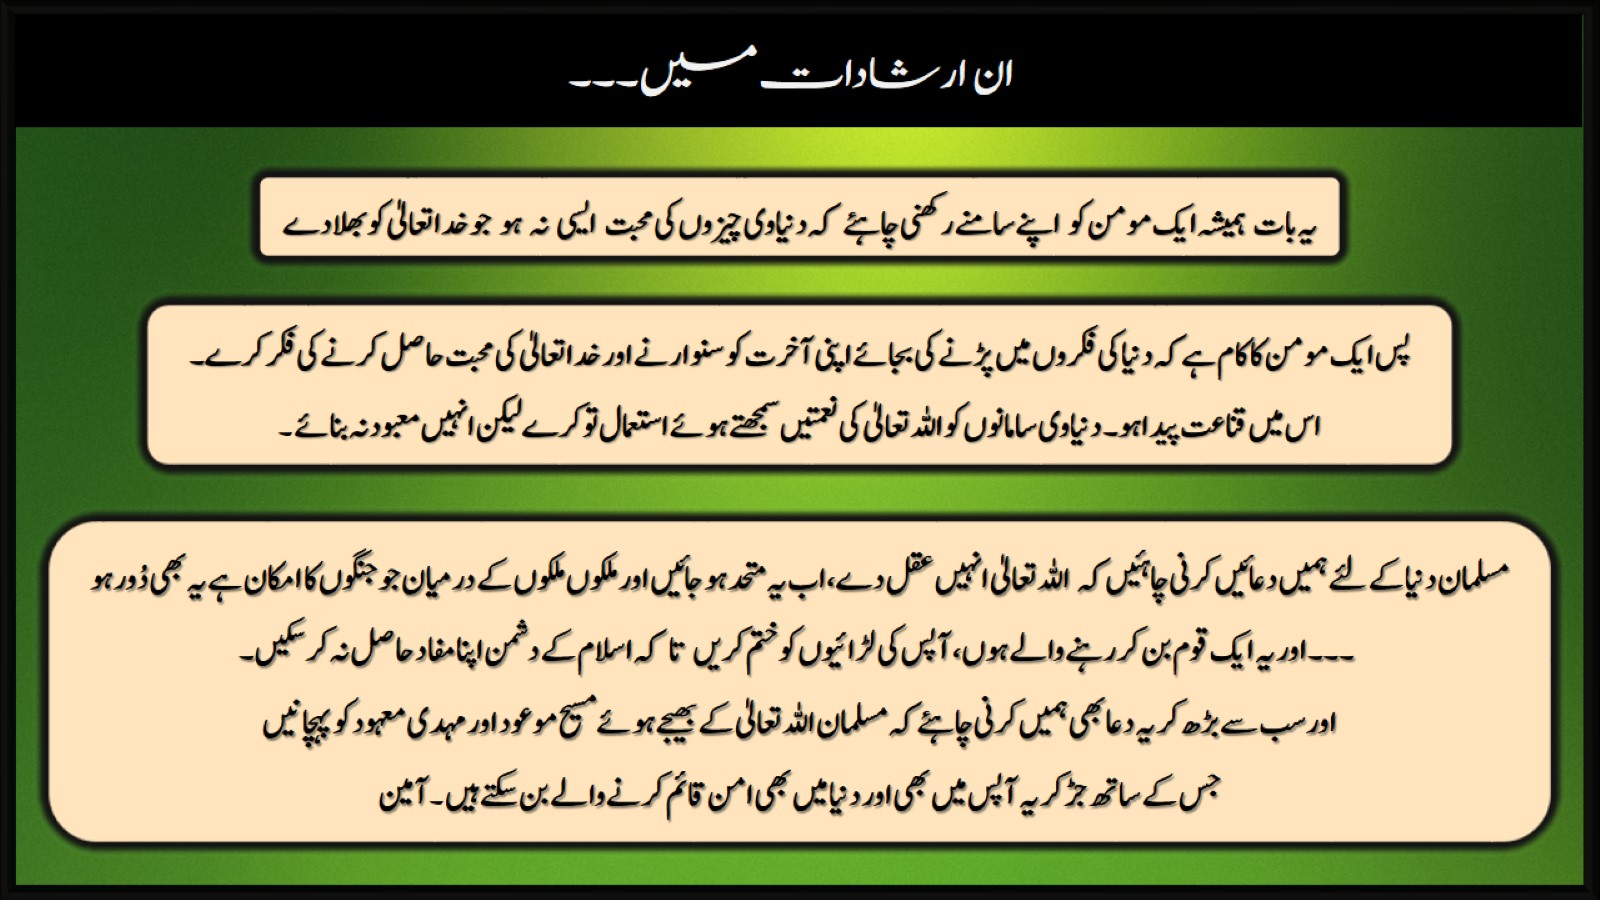 ان ارشادات میں۔۔۔
یہ بات ہمیشہ ایک مومن کو اپنے سامنے رکھنی چاہئے کہ دنیاوی چیزوں کی محبت ایسی نہ ہو جو خدا تعالیٰ کو بھلا دے
پس ایک مومن کا کام ہے کہ دنیا کی فکروں میں پڑنے کی بجائے اپنی آخرت کو سنوارنے اور خدا تعالیٰ کی محبت حاصل کرنے کی فکر کرے۔
اس میں قناعت پیدا ہو۔ دنیاوی سامانوں کو اللہ تعالیٰ کی نعمتیں سمجھتے ہوئے استعمال تو کرے لیکن انہیں معبود نہ بنائے۔
مسلمان دنیا کے لئے ہمیں دعائیں کرنی چاہئیں کہ اللہ تعالیٰ انہیں عقل دے، اب یہ متحد ہو جائیں اور ملکوں ملکوں کے درمیان جو جنگوں کا امکان ہے یہ بھی دُور ہو
۔۔۔اور یہ ایک قوم بن کر رہنے والے ہوں، آپس کی لڑائیوں کو ختم کریں تا کہ اسلام کے دشمن اپنا مفاد حاصل نہ کر سکیں۔
اور سب سے بڑھ کر یہ دعا بھی ہمیں کرنی چاہئے کہ مسلمان اللہ تعالیٰ کے بھیجے ہوئے مسیح موعود اور مہدی معہود کو پہچانیں
جس کے ساتھ جڑ کر یہ آپس میں بھی اور دنیا میں بھی امن قائم کرنے والے بن سکتے ہیں۔ آمین